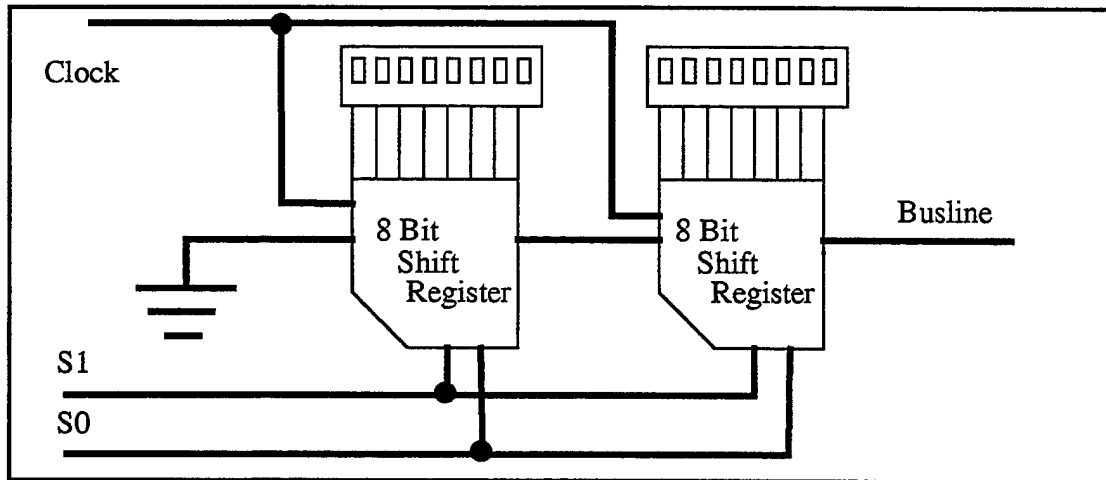 Clock
8 Bit
Shift
Register
8 Bit
Shift
Register
Busline
S1
S0